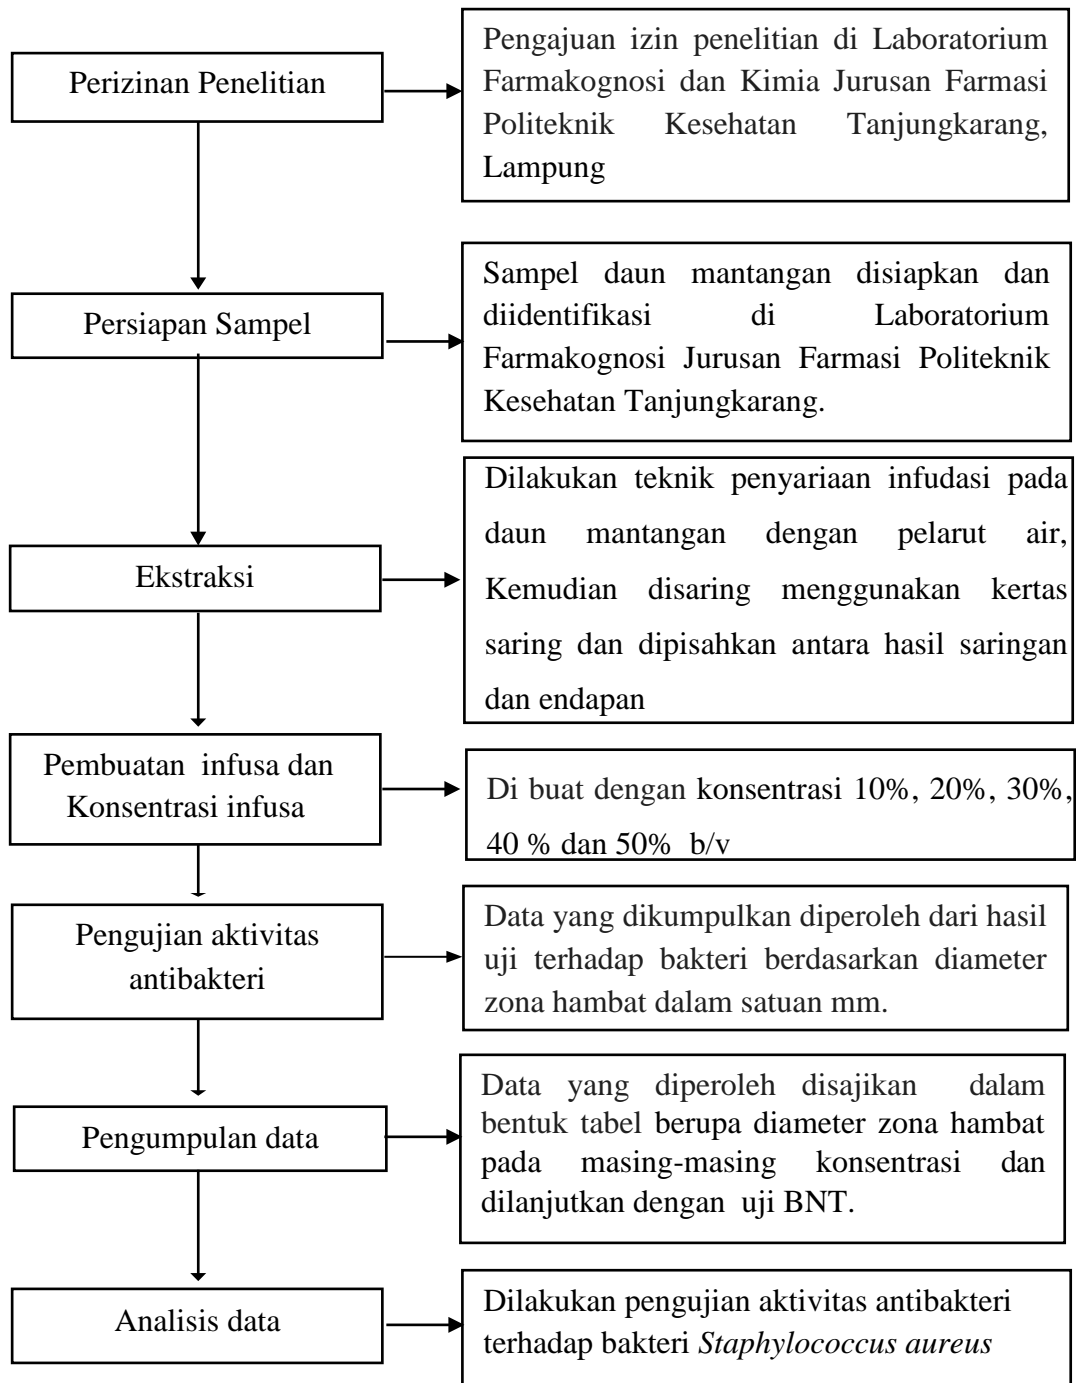 Perizinan Penelitian
Pengajuan izin penelitian di Laboratorium
Farmakognosi dan Kimia Jurusan Farmasi
Politeknik Kesehatan Tanjungkarang,
Lampung
Persiapan Sampel
Sampel daun mantangan disiapkan dan
diidentifikasi di Laboratorium
Farmakognosi Jurusan Farmasi Politeknik
Kesehatan Tanjungkarang.
Ekstraksi
Dilakukan teknik penyariaan infudasi pada
daun mantangan dengan pelarut air,
Kemudian disaring menggunakan kertas
saring dan dipisahkan antara hasil saringan
dan endapan
Pembuatan infusa dan
Konsentrasi infusa
Di buat dengan konsentrasi 10%, 20%, 30%,
40 % dan 50% b/v
Pengujian aktivitas
antibakteri
Data yang dikumpulkan diperoleh dari hasil
uji terhadap bakteri berdasarkan diameter
zona hambat dalam satuan mm.
Pengumpulan data
Data yang diperoleh disajikan dalam
bentuk tabel berupa diameter zona hambat
pada masing-masing konsentrasi dan
dilanjutkan dengan uji BNT.
Analisis data
Dilakukan pengujian aktivitas antibakteri
terhadap bakteri Staphylococcus aureus